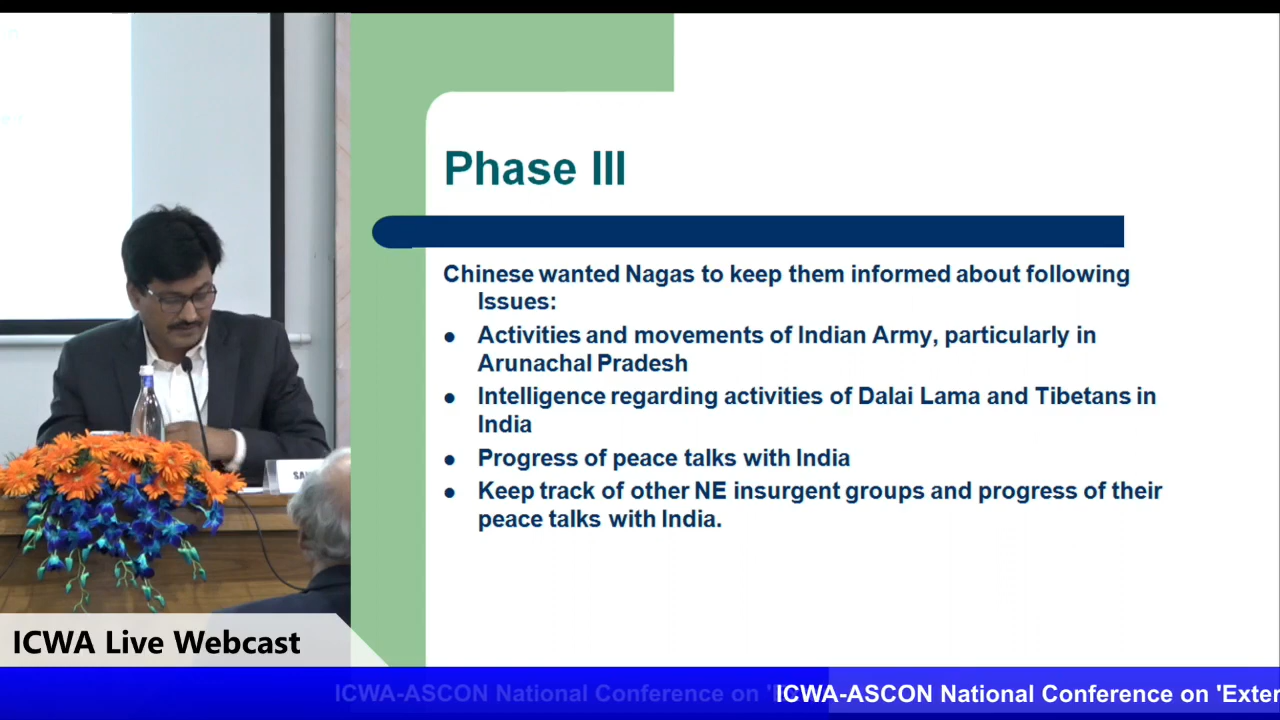 Phase III
Chinese wanted Nagas to keep them informed about following
Issues:
● Activities and movements of Indian Army, particularly in
Arunachal Pradesh
● Intelligence regarding activities of Dalai Lama and Tibetans in
India
● Progress of peace talks with India
● Keep track of other NE insurgent groups and progress of their
peace talks with India.
ICWA Live Webcast
ICWA-ASCON National Conference on 'E
ICWA-ASCON National Conference on 'Exter